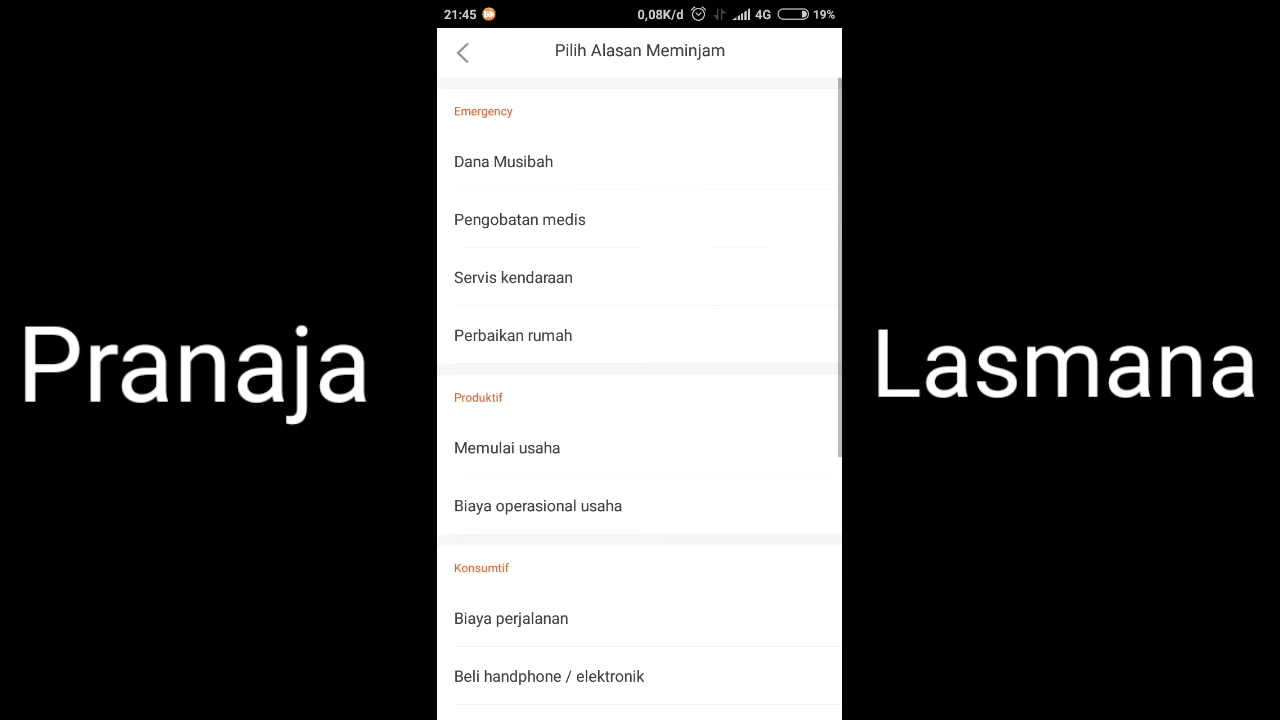 21:45 0,08K/d 4G 19%
Pilih Alasan Meminjam
Emergency
Dana Musibah
Pengobatan medis
Servis kendaraan
Perbaikan rumah
Produktif
Memulai usaha
Biaya operasional usaha
Konsumtif
Biaya perjalanan
Beli handphone / elektronik
Pranaja
Lasmana